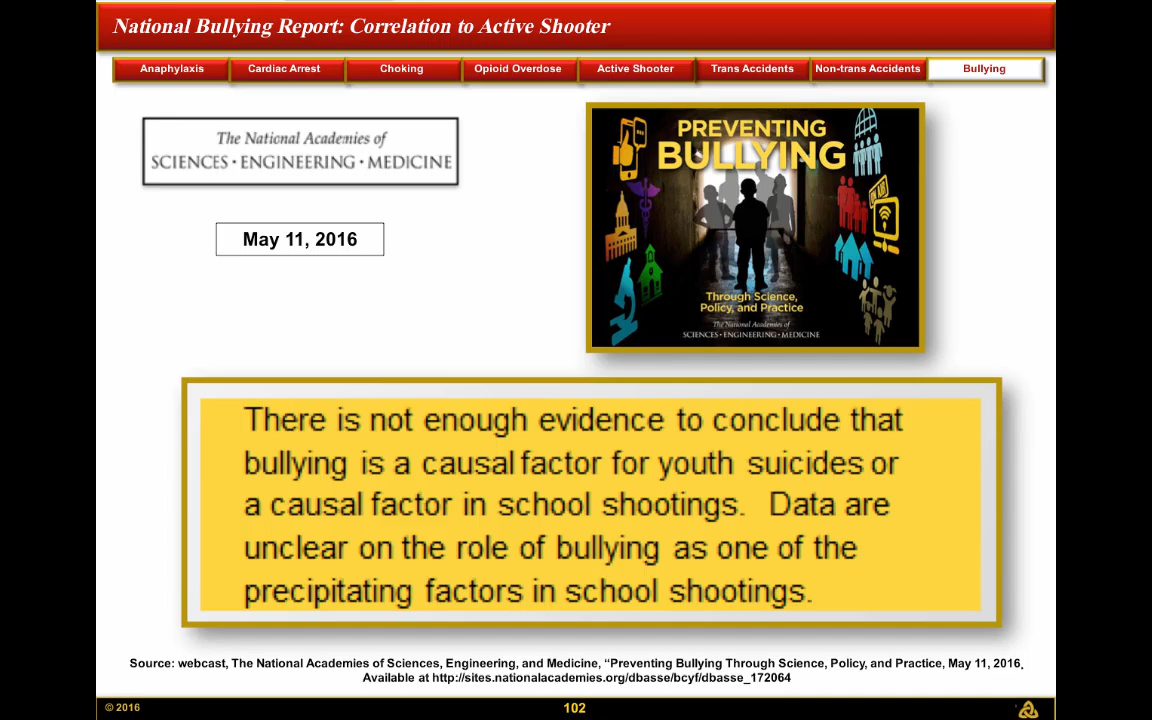 National Bullying Report: Correlation to Active Shooter
Anaphylaxis Cardiac Arrest Choking Opioid Overdose Active Shooter Trans Accidents Non-trans Accidents Bullying
The National Academies of
SCIENCES · ENGINEERING · MEDICINE
May 11, 2016
PREVENTING
BULLYING
ON AIR
Through Science,
Policy, and Practice
The National Academies of
SCIENCES · ENGINEERING · MEDICINE
There is not enough evidence to conclude that
bullying is a causal factor for youth suicides or
a causal factor in school shootings. Data are
unclear on the role of bullying as one of the
precipitating factors in school shootings.
Source: webcast, The National Academies of Sciences, Engineering, and Medicine, “Preventing Bullying Through Science, Policy, and Practice, May 11, 2016.
Available at http://sites.nationalacademies.org/dbasse/bcyf/dbasse_172064
© 2016 102